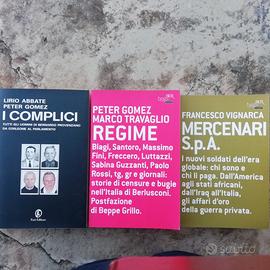 LIRIO ABBATE
PETER GOMEZ
I COMPLICI
TUTTI GLI UOMINI DI BERNARDO PROVENZANO
DA CORLEONE AL PARLAMENTO
PETER GOMEZ
MARCO TRAVAGLIO
REGIME
Biagi, Santoro, Massimo
Fini, Freccero, Luttazzi,
Sabina Guzzanti, Paolo
Rossi, tg, gr e giornali:
storie di censure e bugie
nell'Italia di Berlusconi.
Postfazione
di Beppe Grillo.
FRANCESCO VIGNARCA
MERCENARI
S.p.A.
I nuovi soldati dell'era
globale: chi sono e
chi li paga. Dall'America
agli stati africani,
dall'Iraq all'Italia,
gli affari d'oro
della guerra privata.
subito